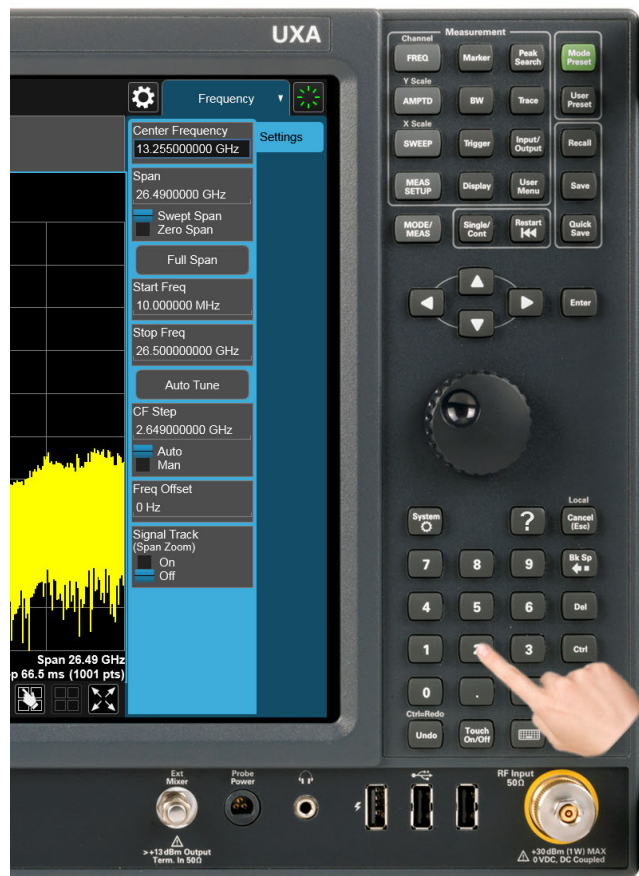 UXA
Frequency
Settings
Center Frequency
13.255000000 GHz
Span
26.4900000 GHz
Swept Span
Zero Span
Full Span
Start Freq
10.000000 MHz
Stop Freq
26.500000000 GHz
Auto Tune
CF Step
2.649000000 GHz
Auto
Man
Freq Offset
0 Hz
Signal Track
(Span Zoom)
On
Off
Span 26.49 GHz
p 66.5 ms (1001 pts)
Measurement
Channel
FREQ
Marker
Peak
Search
Mode
Preset
Y Scale
AMPTD
BW
Trace
User
Preset
X Scale
SWEEP
Trigger
Input/
Output
Recall
MEAS
SETUP
Display
User
Menu
Save
MODE/
MEAS
Single/
Cont
Restart
Quick
Save
Enter
Local
System
?
Cancel
(Esc)
7
8
9
Bk Sp
4
5
6
Del
1
2
3
Ctrl
0
.
Ctrl=Redo
Undo
Touch
On/Off
Ext
Mixer
Probe
Power
RF Input
50Ω
>+13 dBm Output
Term. In 50Ω
+30 dBm (1 W) MAX
0 VDC, DC Coupled